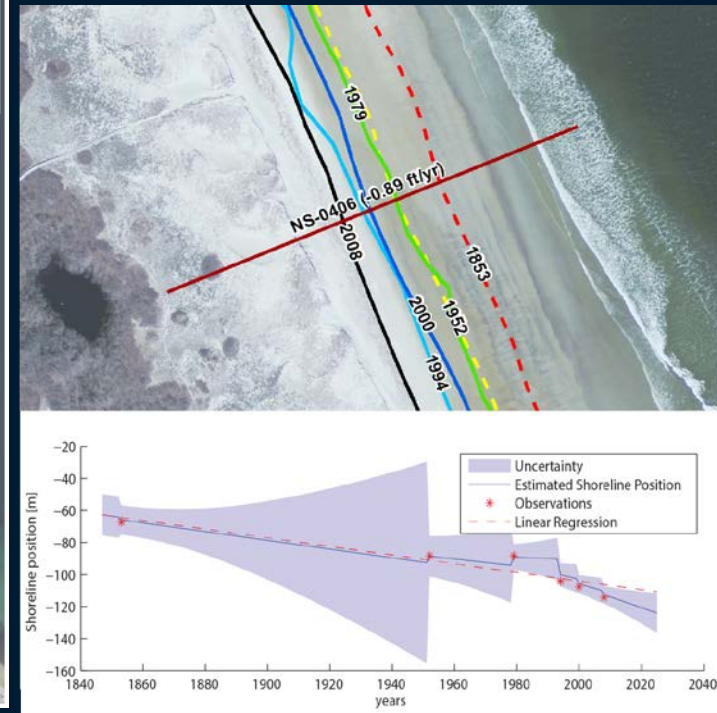 1979
NS-0406 (-0.89 ft/yr)
2008
1853
2000
1952
1994
Shoreline position [m]
-20
-40
-60
-80
-100
-120
-140
-160
Uncertainty
Estimated Shoreline Position
Observations
Linear Regression
1840 1860 1880 1900 1920 1940 1960 1980 2000 2020 2040
years